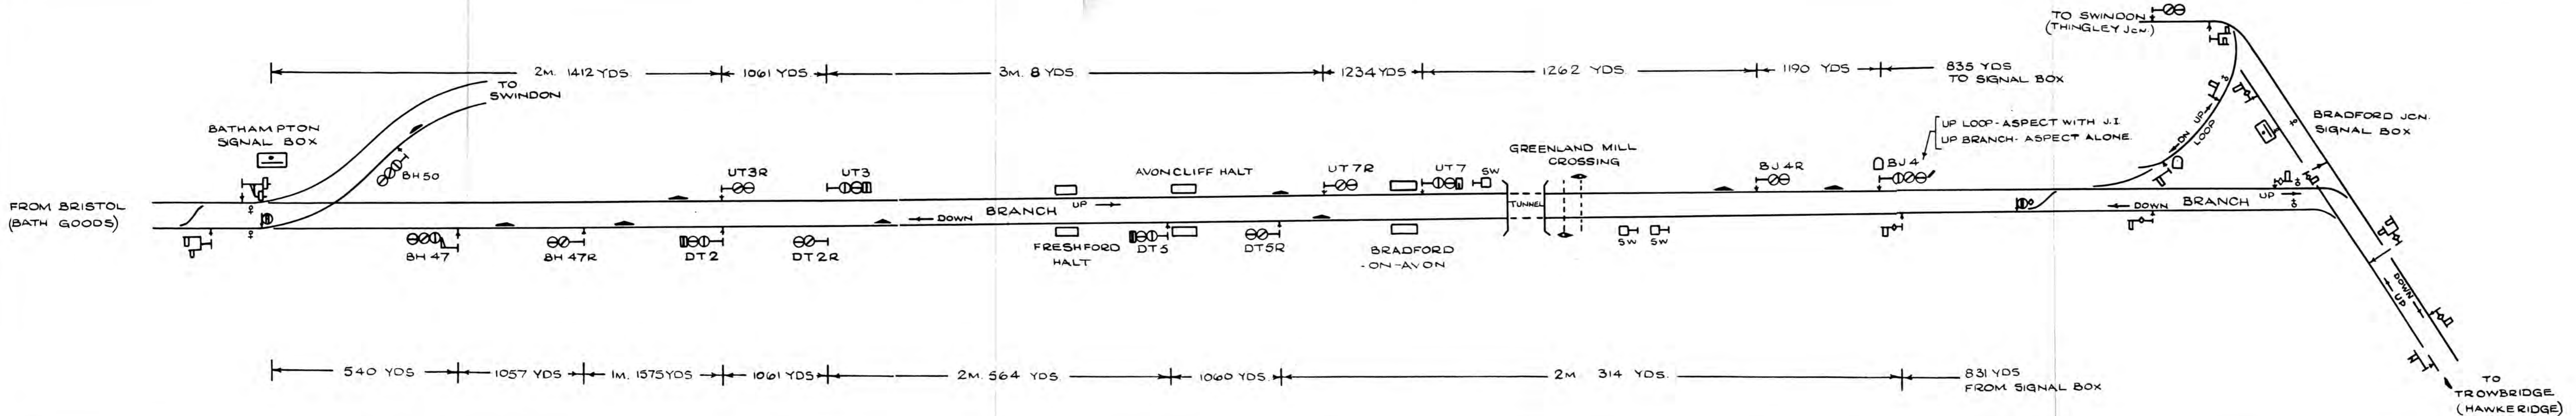 TO SWINDON
(THINGLEY JCN.)
2M. 1412 YDS.
1061 YDS.
3M. 8 YDS.
1234 YDS
1262 YDS.
1190 YDS
835 YDS
TO SIGNAL BOX
TO
SWINDON
BATHAMPTON
SIGNAL BOX
BH 50
UT3R
UT3
AVONCLIFF HALT
UT 7R
UT7
SW
GREENLAND MILL
CROSSING
BJ 4R
BJ 4
UP LOOP - ASPECT WITH J.I.
UP BRANCH - ASPECT ALONE.
ON UP
LOOP
BRADFORD JCN.
SIGNAL BOX
FROM BRISTOL
(BATH GOODS)
DOWN BRANCH UP
TUNNEL
DOWN BRANCH UP
BH 47
BH 47R
DT2
DT2R
FRESHFORD
HALT
DT5
DT5R
BRADFORD
-ON-AVON
SW
SW
DOWN
UP
540 YDS
1057 YDS
1M. 1575 YDS
1061 YDS
2M. 564 YDS.
1060 YDS.
2M 314 YDS.
831 YDS
FROM SIGNAL BOX
TO
TROWBRIDGE
(HAWKERIDGE)